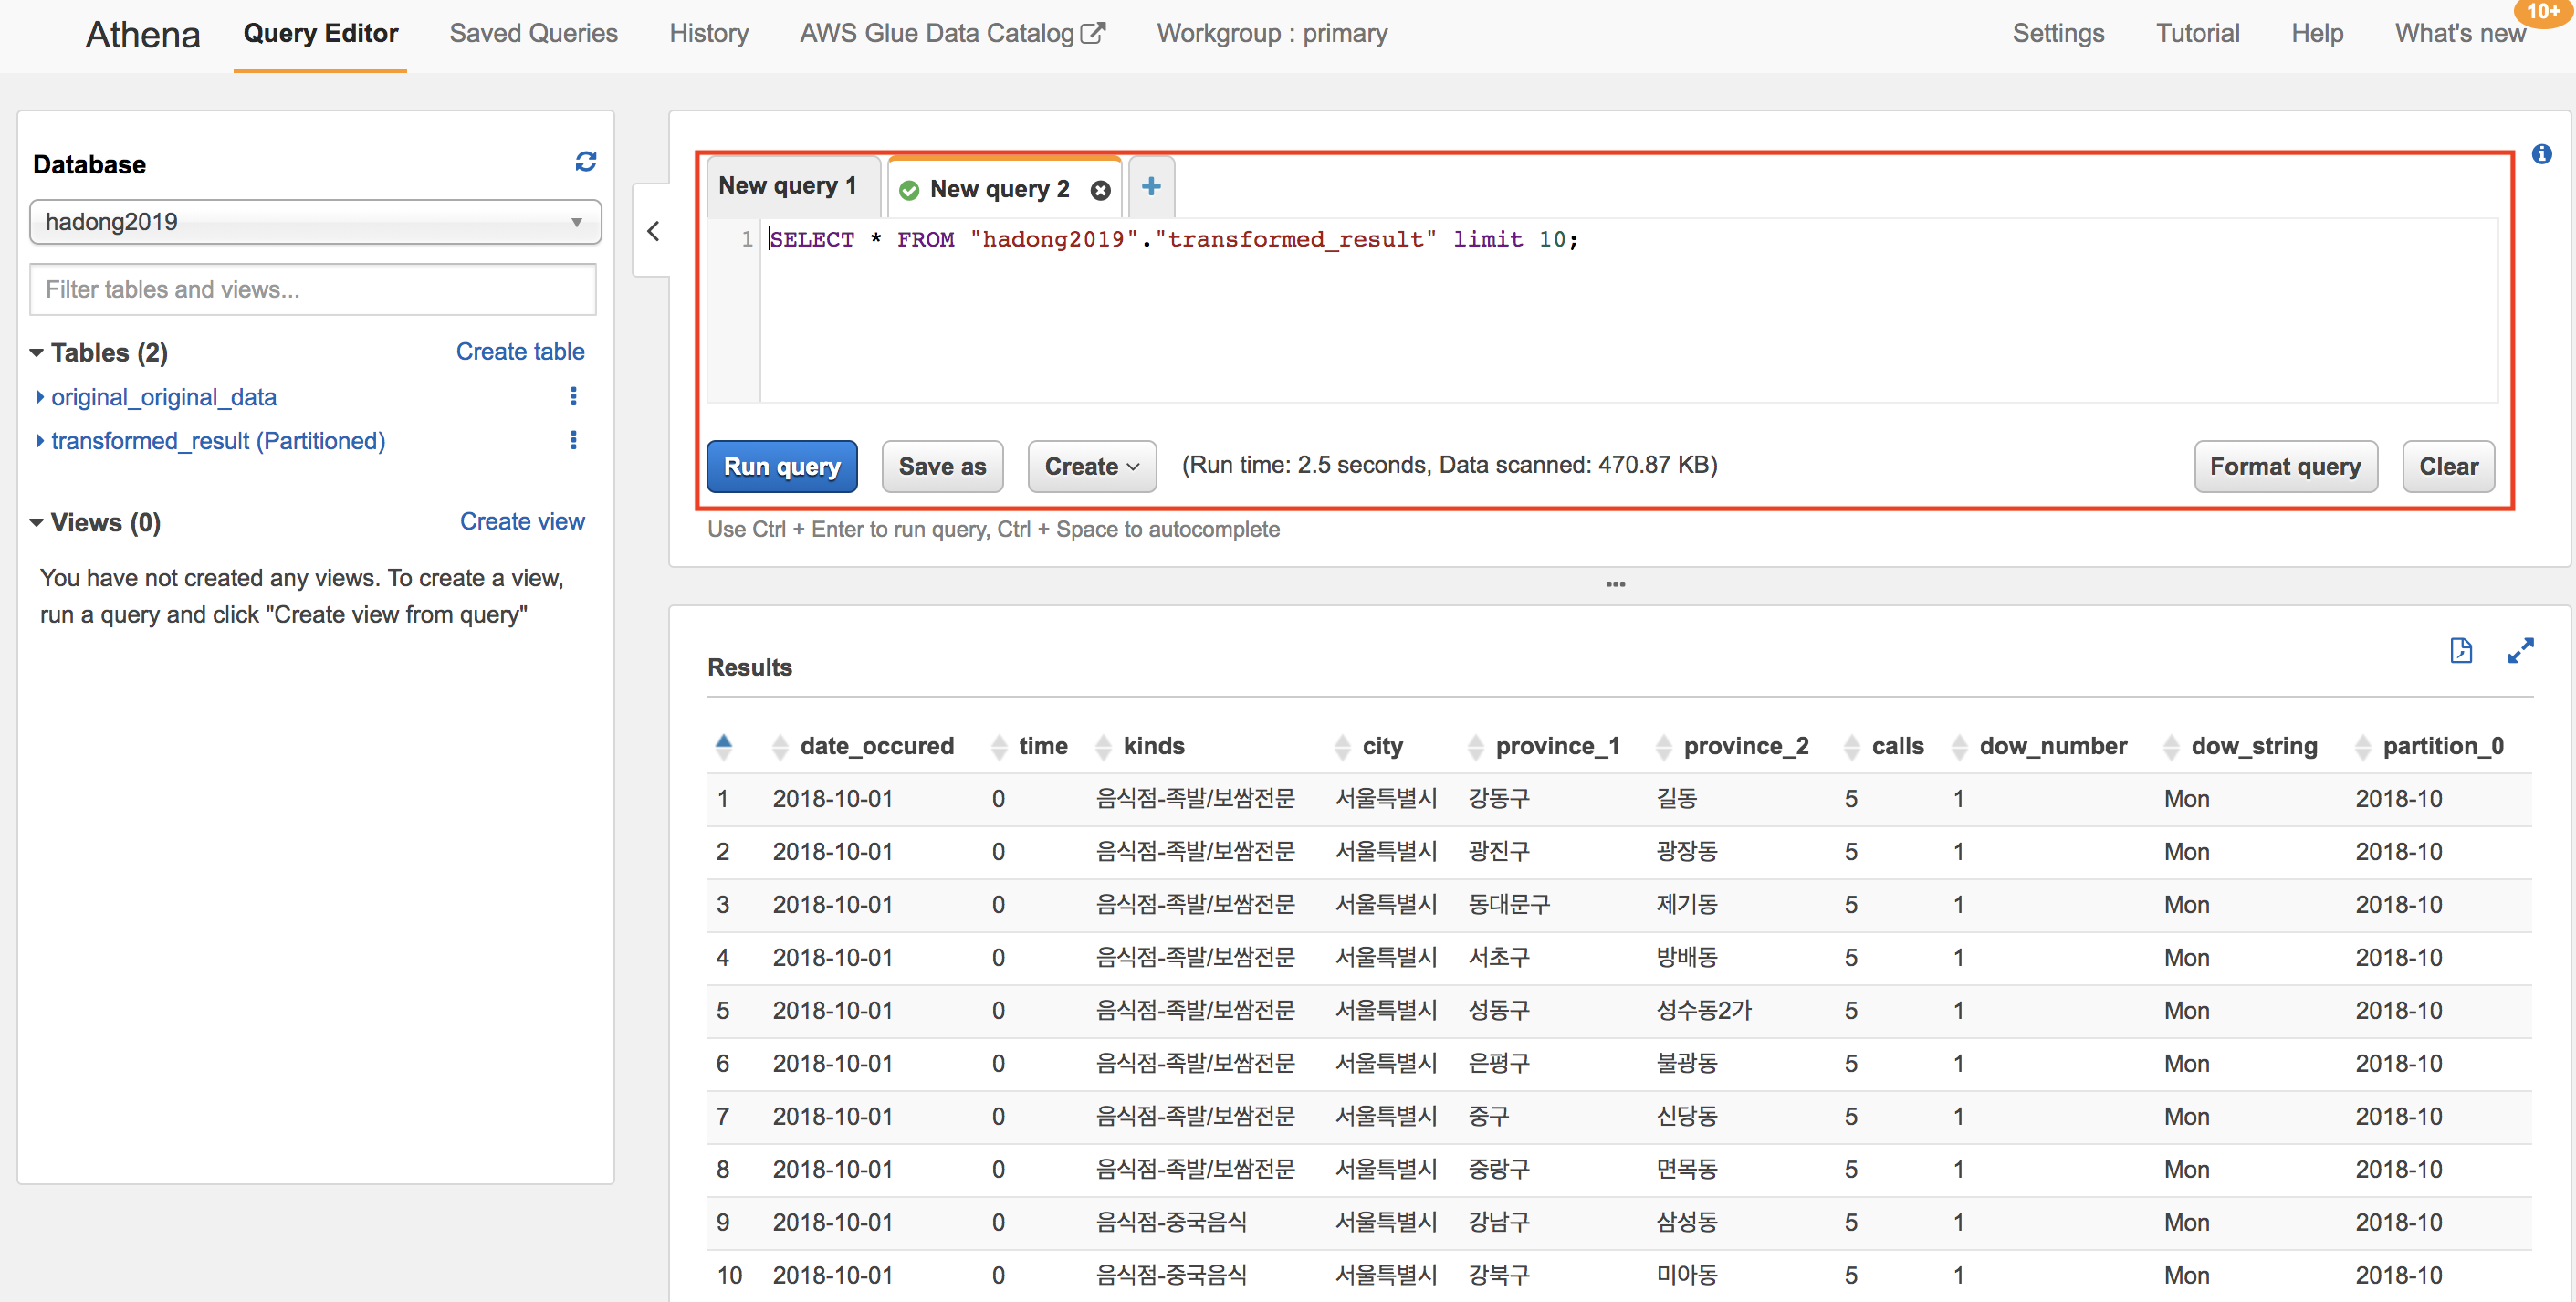 Athena Query Editor Saved Queries History AWS Glue Data Catalog Workgroup : primary Settings Tutorial Help What's new 10+
Database
hadong2019
Filter tables and views...
Tables (2) Create table
original_original_data
transformed_result (Partitioned)
Views (0) Create view
You have not created any views. To create a view,
run a query and click "Create view from query"
New query 1 New query 2
1 SELECT * FROM "hadong2019"."transformed_result" limit 10;
Run query Save as Create (Run time: 2.5 seconds, Data scanned: 470.87 KB) Format query Clear
Use Ctrl + Enter to run query, Ctrl + Space to autocomplete
Results
date_occured time kinds city province_1 province_2 calls dow_number dow_string partition_0
1 2018-10-01 0 음식점-족발/보쌈전문 서울특별시 강동구 길동 5 1 Mon 2018-10
2 2018-10-01 0 음식점-족발/보쌈전문 서울특별시 광진구 광장동 5 1 Mon 2018-10
3 2018-10-01 0 음식점-족발/보쌈전문 서울특별시 동대문구 제기동 5 1 Mon 2018-10
4 2018-10-01 0 음식점-족발/보쌈전문 서울특별시 서초구 방배동 5 1 Mon 2018-10
5 2018-10-01 0 음식점-족발/보쌈전문 서울특별시 성동구 성수동2가 5 1 Mon 2018-10
6 2018-10-01 0 음식점-족발/보쌈전문 서울특별시 은평구 불광동 5 1 Mon 2018-10
7 2018-10-01 0 음식점-족발/보쌈전문 서울특별시 중구 신당동 5 1 Mon 2018-10
8 2018-10-01 0 음식점-족발/보쌈전문 서울특별시 중랑구 면목동 5 1 Mon 2018-10
9 2018-10-01 0 음식점-중국음식 서울특별시 강남구 삼성동 5 1 Mon 2018-10
10 2018-10-01 0 음식점-중국음식 서울특별시 강북구 미아동 5 1 Mon 2018-10